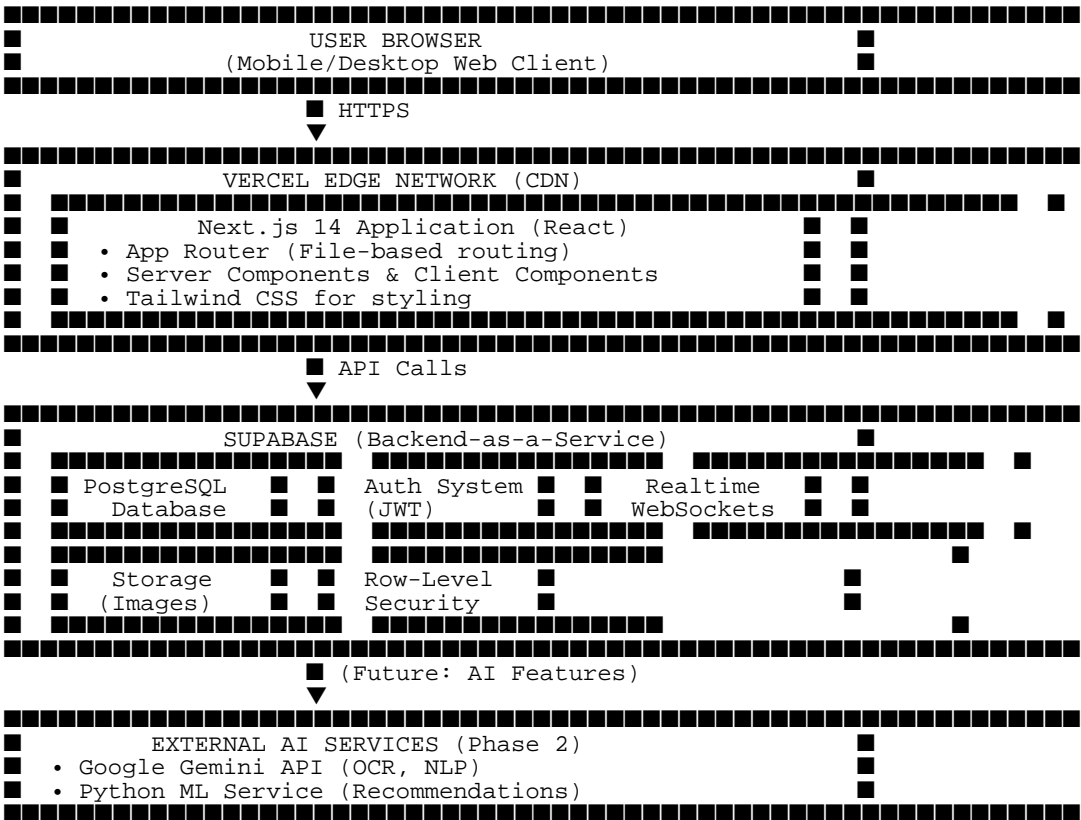 USER BROWSER
(Mobile/Desktop Web Client)
HTTPS
VERCEL EDGE NETWORK (CDN)
Next.js 14 Application (React)
• App Router (File-based routing)
• Server Components & Client Components
• Tailwind CSS for styling
API Calls
SUPABASE (Backend-as-a-Service)
PostgreSQL Auth System Realtime
Database (JWT) WebSockets
Storage Row-Level
(Images) Security
(Future: AI Features)
EXTERNAL AI SERVICES (Phase 2)
• Google Gemini API (OCR, NLP)
• Python ML Service (Recommendations)